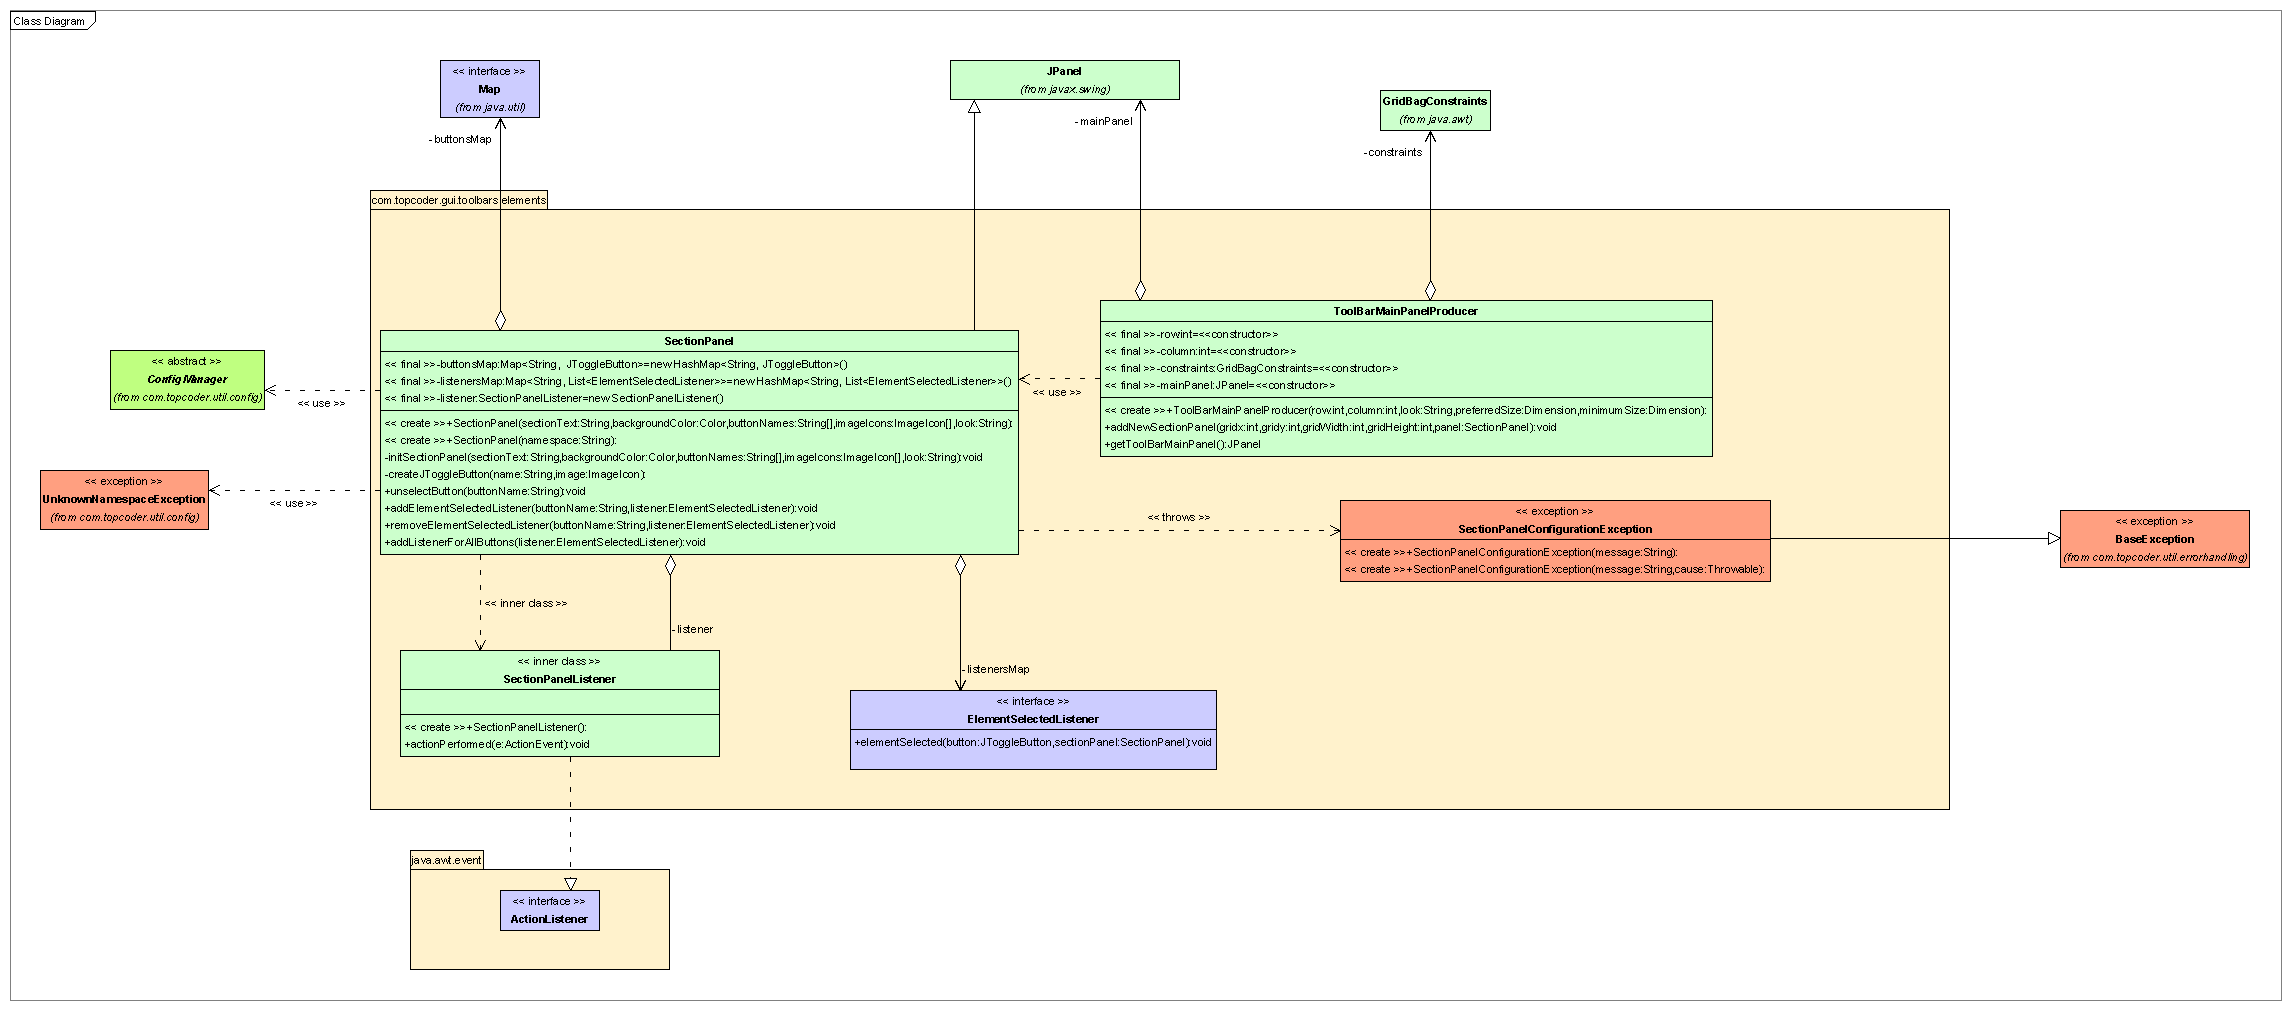 Class Diagram
<< interface >>
Map
(from java.util)
- buttonsMap
JPanel
(from javax.swing)
- mainPanel
GridBagConstraints
(from java.awt)
- constraints
com.topcoder.gui.toolbars.elements
<< abstract >>
ConfigManager
(from com.topcoder.util.config)
<< use >>
<< exception >>
UnknownNamespaceException
(from com.topcoder.util.config)
<< use >>
SectionPanel
<< final >>-buttonsMap:Map<String, JToggleButton>=new HashMap<String, JToggleButton>()
<< final >>-listenersMap:Map<String, List<ElementSelectedListener>>=new HashMap<String, List<ElementSelectedListener>>()
<< final >>-listener:SectionPanelListener=new SectionPanelListener()
<< create >>+SectionPanel(sectionText:String,backgroundColor:Color,buttonNames:String[],imageIcons:ImageIcon[],look:String):
<< create >>+SectionPanel(namespace:String):
-initSectionPanel(sectionText:String,backgroundColor:Color,buttonNames:String[],imageIcons:ImageIcon[],look:String):void
-createJToggleButton(name:String,image:ImageIcon):
+unselectButton(buttonName:String):void
+addElementSelectedListener(buttonName:String,listener:ElementSelectedListener):void
+removeElementSelectedListener(buttonName:String,listener:ElementSelectedListener):void
+addListenerForAllButtons(listener:ElementSelectedListener):void
<< use >>
ToolBarMainPanelProducer
<< final >>-row:int=<<constructor>>
<< final >>-column:int=<<constructor>>
<< final >>-constraints:GridBagConstraints=<<constructor>>
<< final >>-mainPanel:JPanel=<<constructor>>
<< create >>+ToolBarMainPanelProducer(row:int,column:int,look:String,preferredSize:Dimension,minimumSize:Dimension):
+addNewSectionPanel(gridx:int,gridy:int,gridWidth:int,gridHeight:int,panel:SectionPanel):void
+getToolBarMainPanel():JPanel
<< throws >>
<< exception >>
SectionPanelConfigurationException
<< create >>+SectionPanelConfigurationException(message:String):
<< create >>+SectionPanelConfigurationException(message:String,cause:Throwable):
<< exception >>
BaseException
(from com.topcoder.util.errorhandling)
<< inner class >>
- listener
- listenersMap
<< inner class >>
SectionPanelListener
<< create >>+SectionPanelListener():
+actionPerformed(e:ActionEvent):void
<< interface >>
ElementSelectedListener
+elementSelected(button:JToggleButton,sectionPanel:SectionPanel):void
java.awt.event
<< interface >>
ActionListener